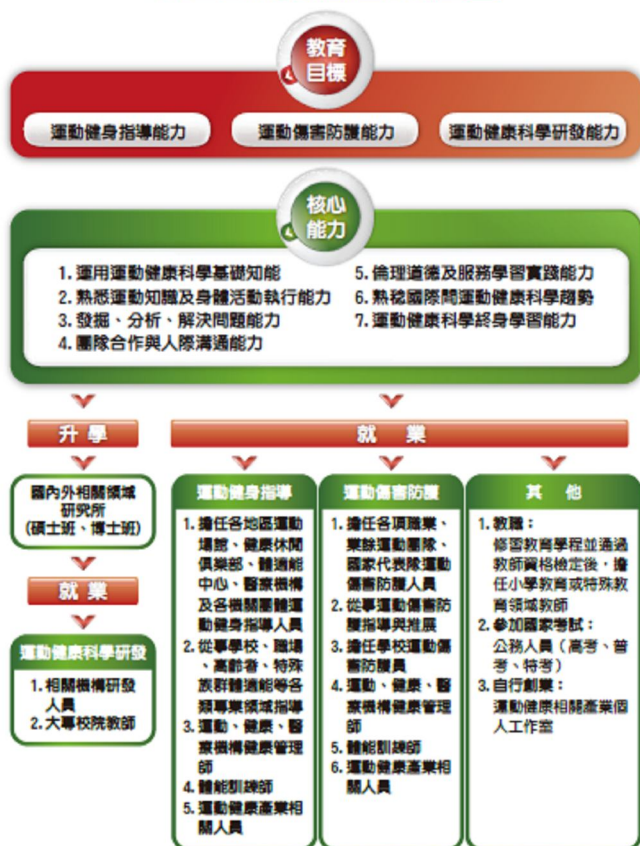 教育
目標
運動健身指導能力
運動傷害防護能力
運動健康科學研發能力
核心
能力
1. 運用運動健康科學基礎知能
2. 熟悉運動知識及身體活動執行能力
3. 發掘、分析、解決問題能力
4. 團隊合作與人際溝通能力
5. 倫理道德及服務學習實踐能力
6. 熟稔國際間運動健康科學趨勢
7. 運動健康科學終身學習能力
升 學
國內外相關領域
研究所
(碩士班、博士班)
就 業
運動健康科學研發
1. 相關機構研發
人員
2. 大專校院教師
就 業
運動健身指導
1. 擔任各地區運動
場館、健康休閒
俱樂部、體適能
中心、醫療機構
及各機關團體運
動健身指導人員
2. 從事學校、職場
、高齡者、特殊
族群體適能等各
類專業領域指導
3. 運動、健康、醫
療機構健康管理
師
4. 體能訓練師
5. 運動健康產業相
關人員
運動傷害防護
1. 擔任各項職業、
業餘運動團隊、
國家代表隊運動
傷害防護人員
2. 從事運動傷害防
護指導與推展
3. 擔任學校運動傷
害防護員
4. 運動、健康、醫
療機構健康管理
師
5. 體能訓練師
6. 運動健康產業相
關人員
其 他
1. 教職：
修習教育學程並通過
教師資格檢定後，擔
任小學教育或特殊教
育領域教師
2. 參加國家考試：
公務人員（高考、普
考、特考）
3. 自行創業：
運動健康相關產業個
人工作室